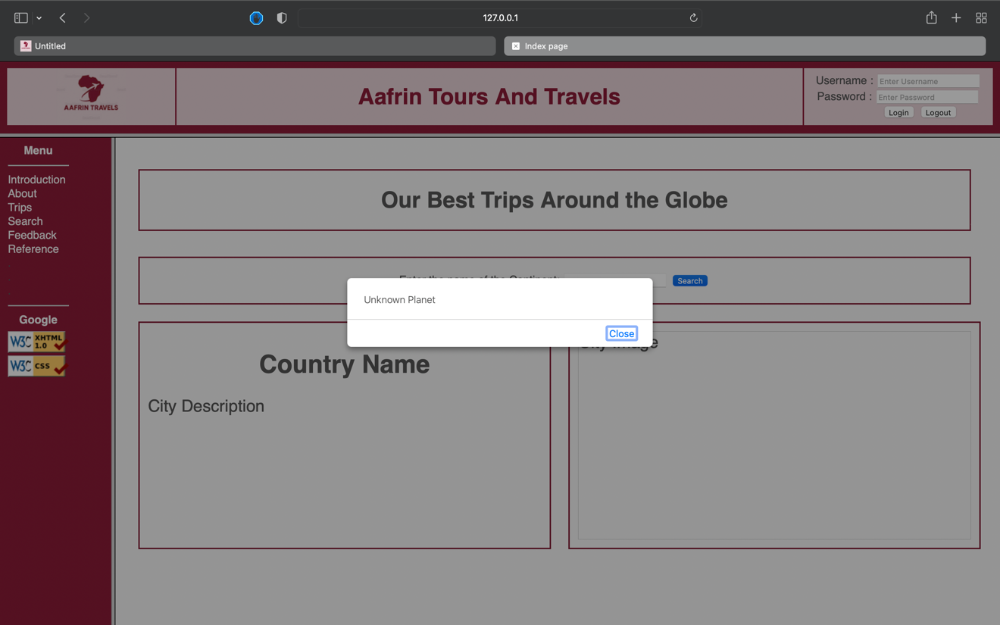 127.0.0.1
Untitled
Index page
AAFRIN TRAVELS
Aafrin Tours And Travels
Username : Enter Username
Password : Enter Password
Login Logout
Menu
Introduction
About
Trips
Search
Feedback
Reference
Google
W3C XHTML 1.0
W3C CSS
Our Best Trips Around the Globe
Enter the name of the Continent: Search
Unknown Planet
Close
Country Name
City Description
City Image